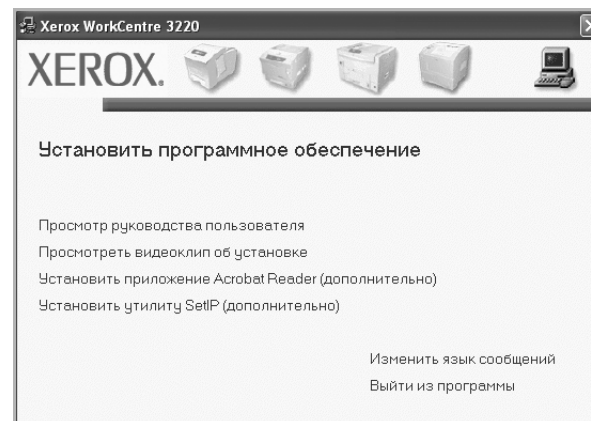 Xerox WorkCentre 3220
XEROX.
Установить программное обеспечение
Просмотр руководства пользователя
Просмотреть видеоклип об установке
Установить приложение Acrobat Reader (дополнительно)
Установить утилиту SetIP (дополнительно)
Изменить язык сообщений
Выйти из программы